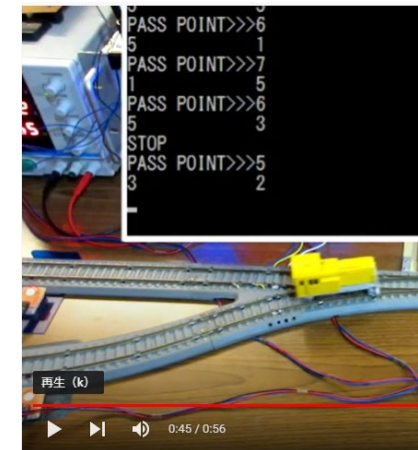 PASS POINT>>>6
5 1
PASS POINT>>>7
1 5
PASS POINT>>>6
5 3
STOP
PASS POINT>>>5
3 2
再生（k）
0:45 / 0:56